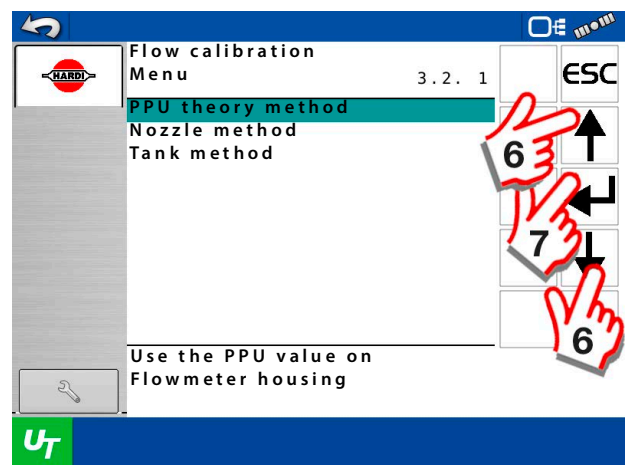 HARDI
Flow calibration
Menu 3.2. 1
ESC
PPU theory method
Nozzle method
Tank method
6
7
6
Use the PPU value on
Flowmeter housing
UT